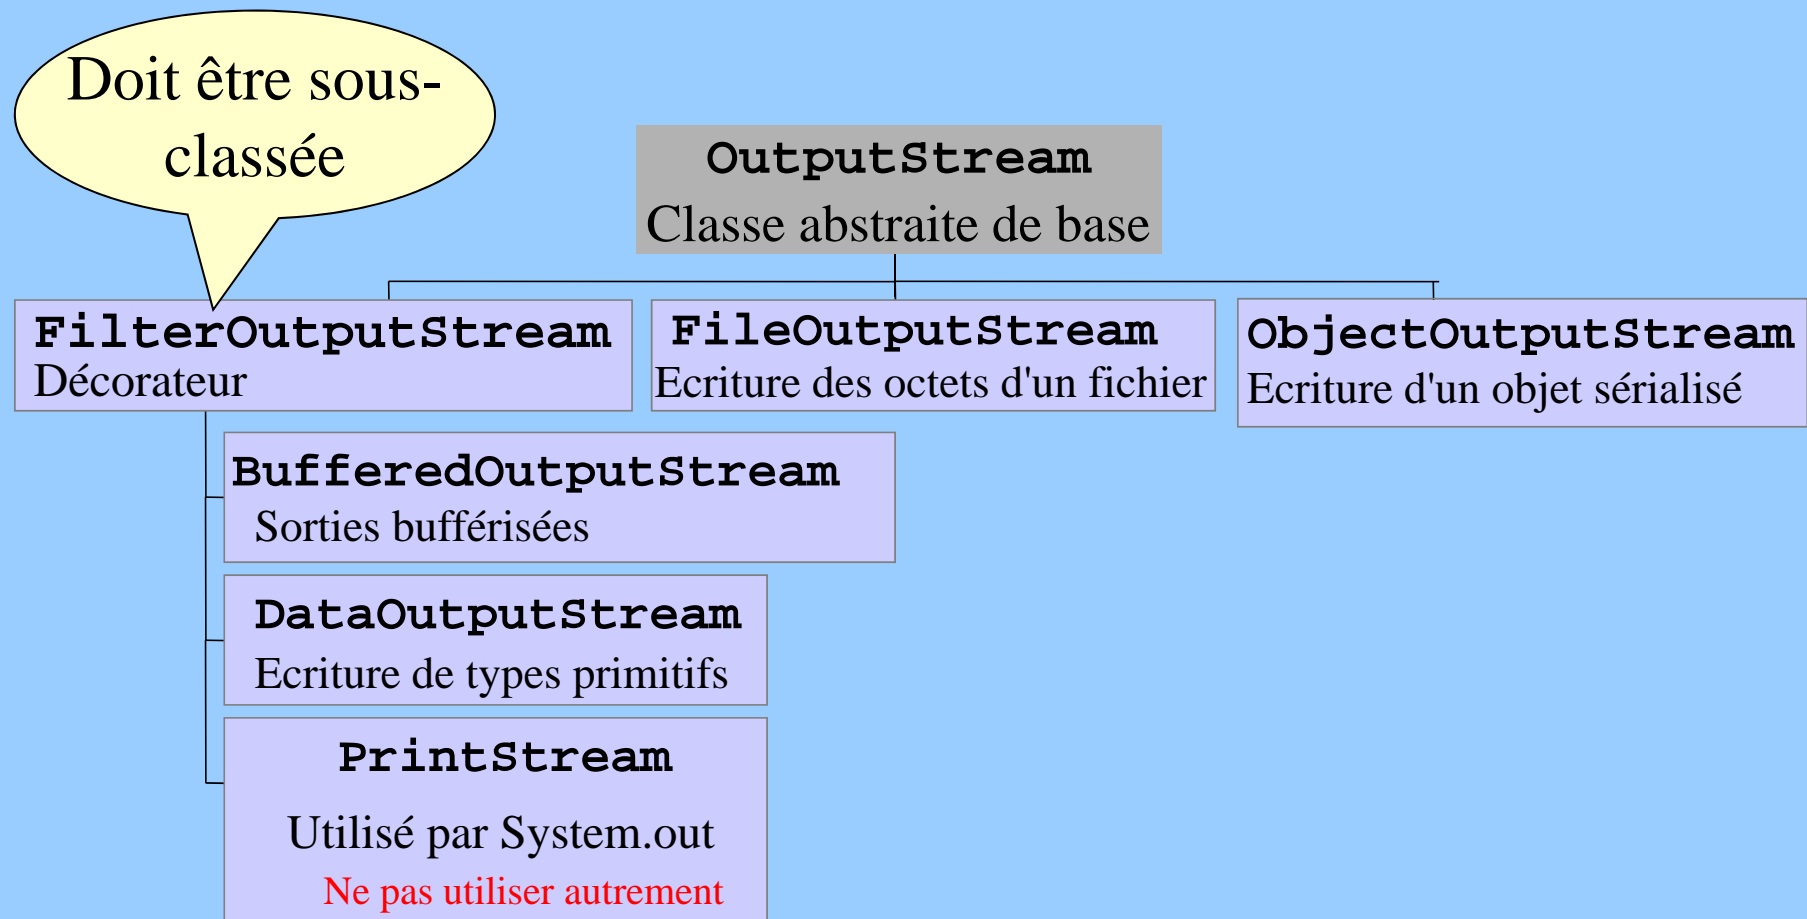 Doit être sous-
classée
OutputStream
Classe abstraite de base
FilterOutputStream
Décorateur
FileOutputStream
Ecriture des octets d'un fichier
ObjectOutputStream
Ecriture d'un objet sérialisé
BufferedOutputStream
Sorties bufférisées
DataOutputStream
Ecriture de types primitifs
PrintStream
Utilisé par System.out
Ne pas utiliser autrement